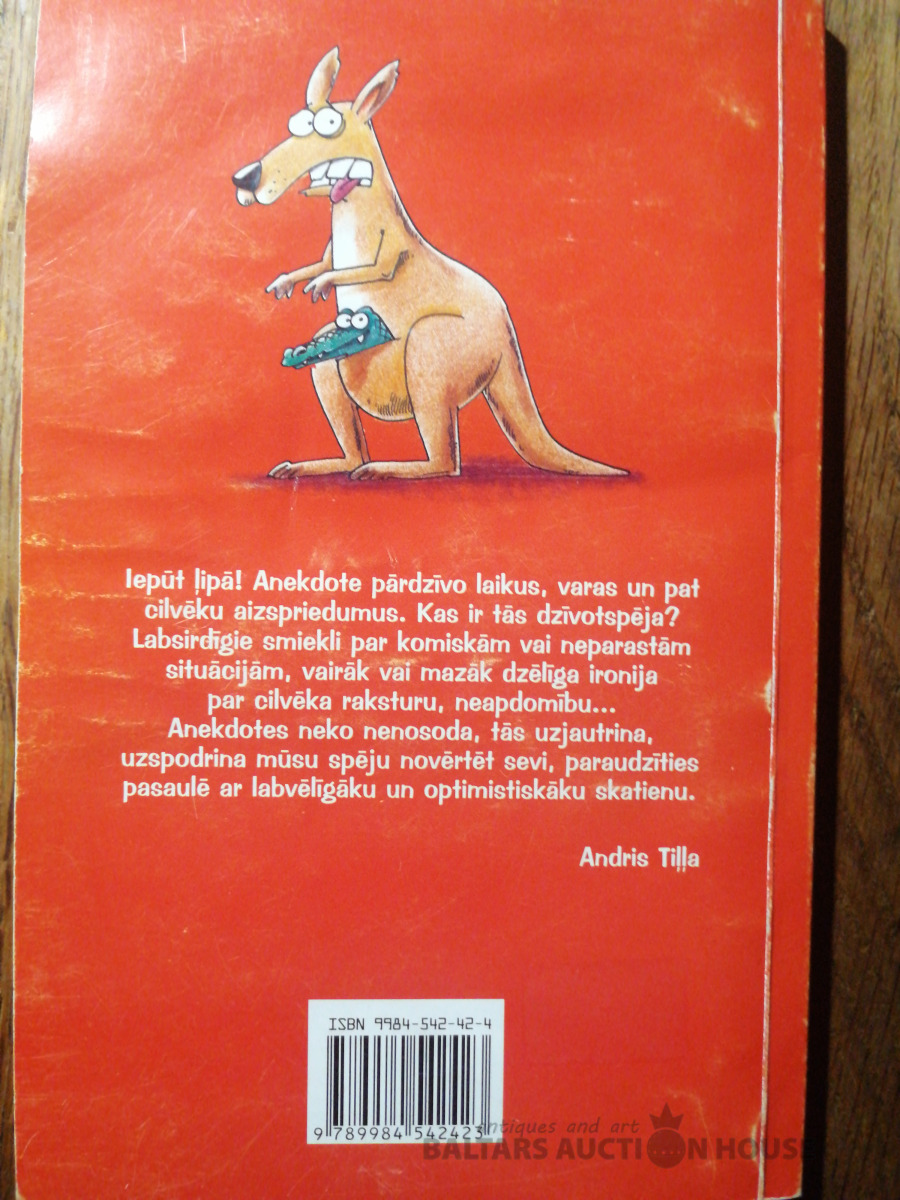 Iepūt ļipā! Anekdote pārdzīvo laikus, varas un pat
cilvēku aizspriedumus. Kas ir tās dzīvotspēja?
Labsirdīgie smiekli par komiskām vai neparastām
situācijām, vairāk vai mazāk dzēlīga ironija
par cilvēka raksturu, neapdomību...
Anekdotes neko nenosoda, tās uzjautrina,
uzspodrina mūsu spēju novērtēt sevi, paraudzīties
pasaulē ar labvēlīgāku un optimistiskāku skatienu.
Andris Tiļļa
ISBN 9984-542-42-4
9 789984 542423
antiques and art
BALTARS AUCTION HOUSE